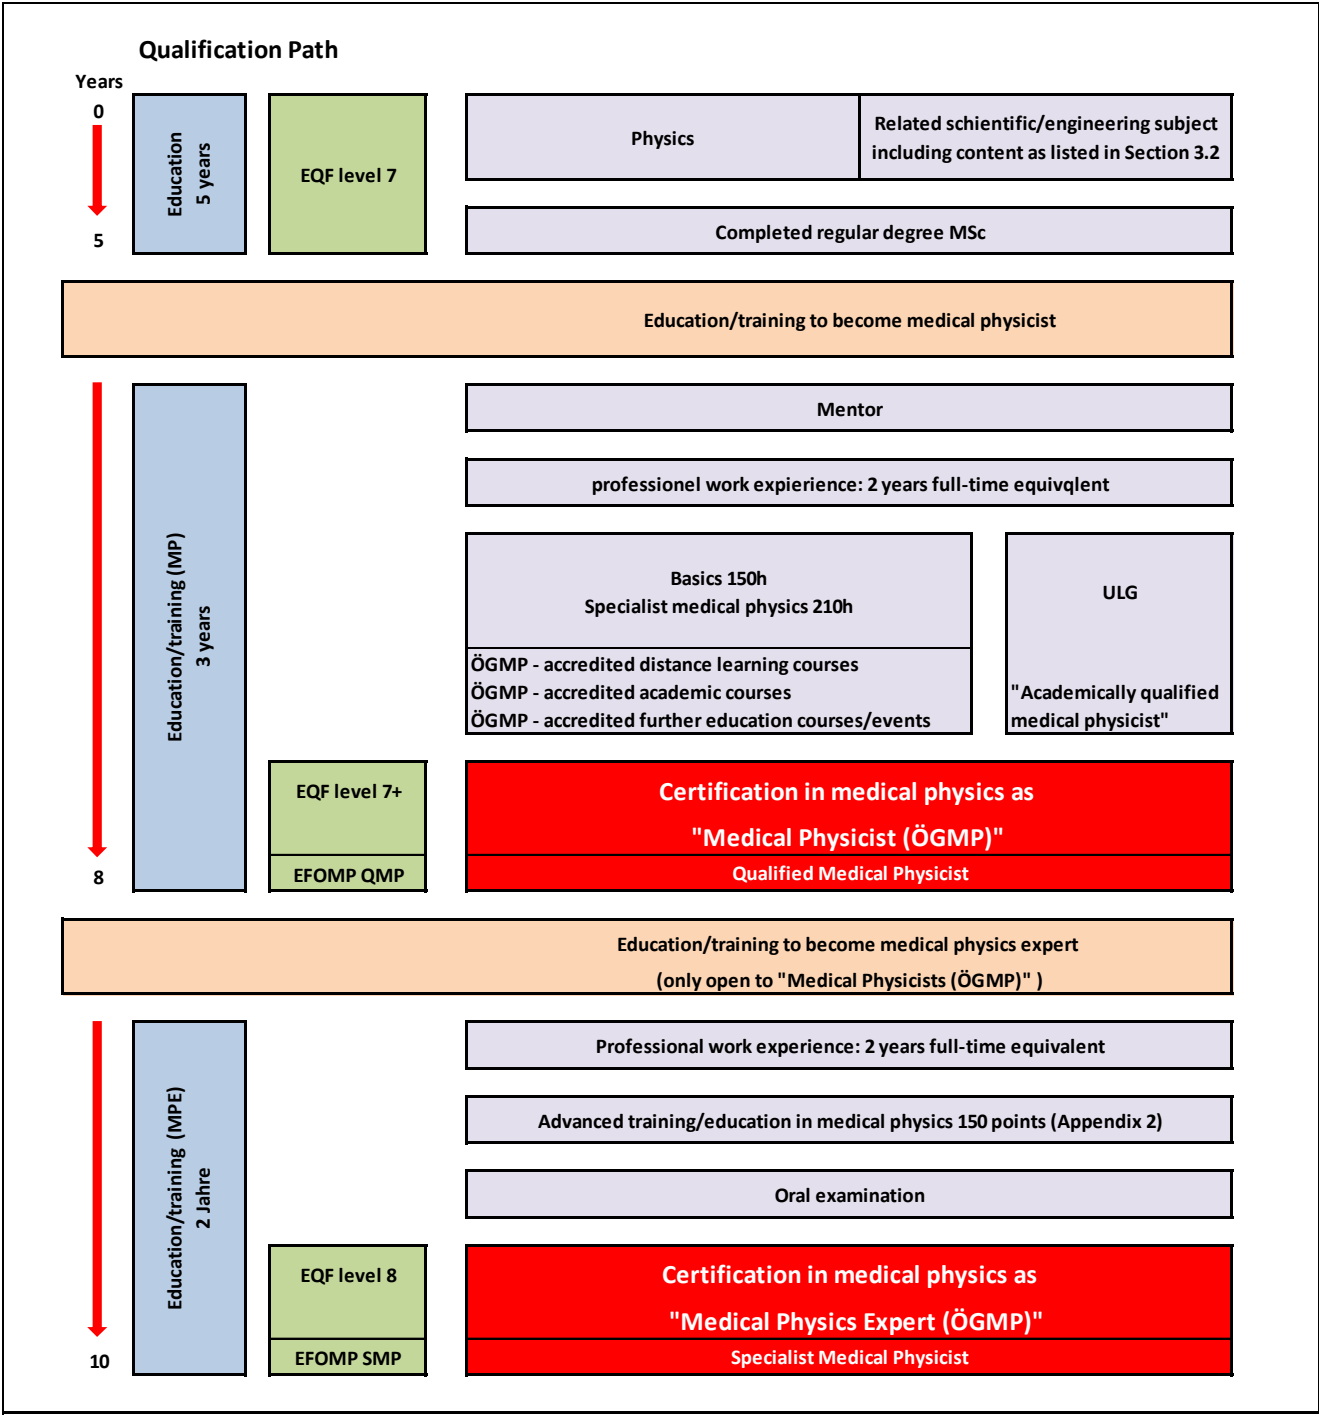 Qualification Path
Years
0
Education
5 years
EQF level 7
Physics
Related schientific/engineering subject
including content as listed in Section 3.2
5
Completed regular degree MSc
Education/training to become medical physicist
Education/training (MP)
3 years
Mentor
professionel work expierience: 2 years full-time equivqlent
Basics 150h
Specialist medical physics 210h
ÖGMP - accredited distance learning courses
ÖGMP - accredited academic courses
ÖGMP - accredited further education courses/events
ULG
"Academically qualified
medical physicist"
EQF level 7+
Certification in medical physics as
"Medical Physicist (ÖGMP)"
8
EFOMP QMP
Qualified Medical Physicist
Education/training to become medical physics expert
(only open to "Medical Physicists (ÖGMP)" )
Education/training (MPE)
2 Jahre
Professional work experience: 2 years full-time equivalent
Advanced training/education in medical physics 150 points (Appendix 2)
Oral examination
EQF level 8
Certification in medical physics as
"Medical Physics Expert (ÖGMP)"
10
EFOMP SMP
Specialist Medical Physicist